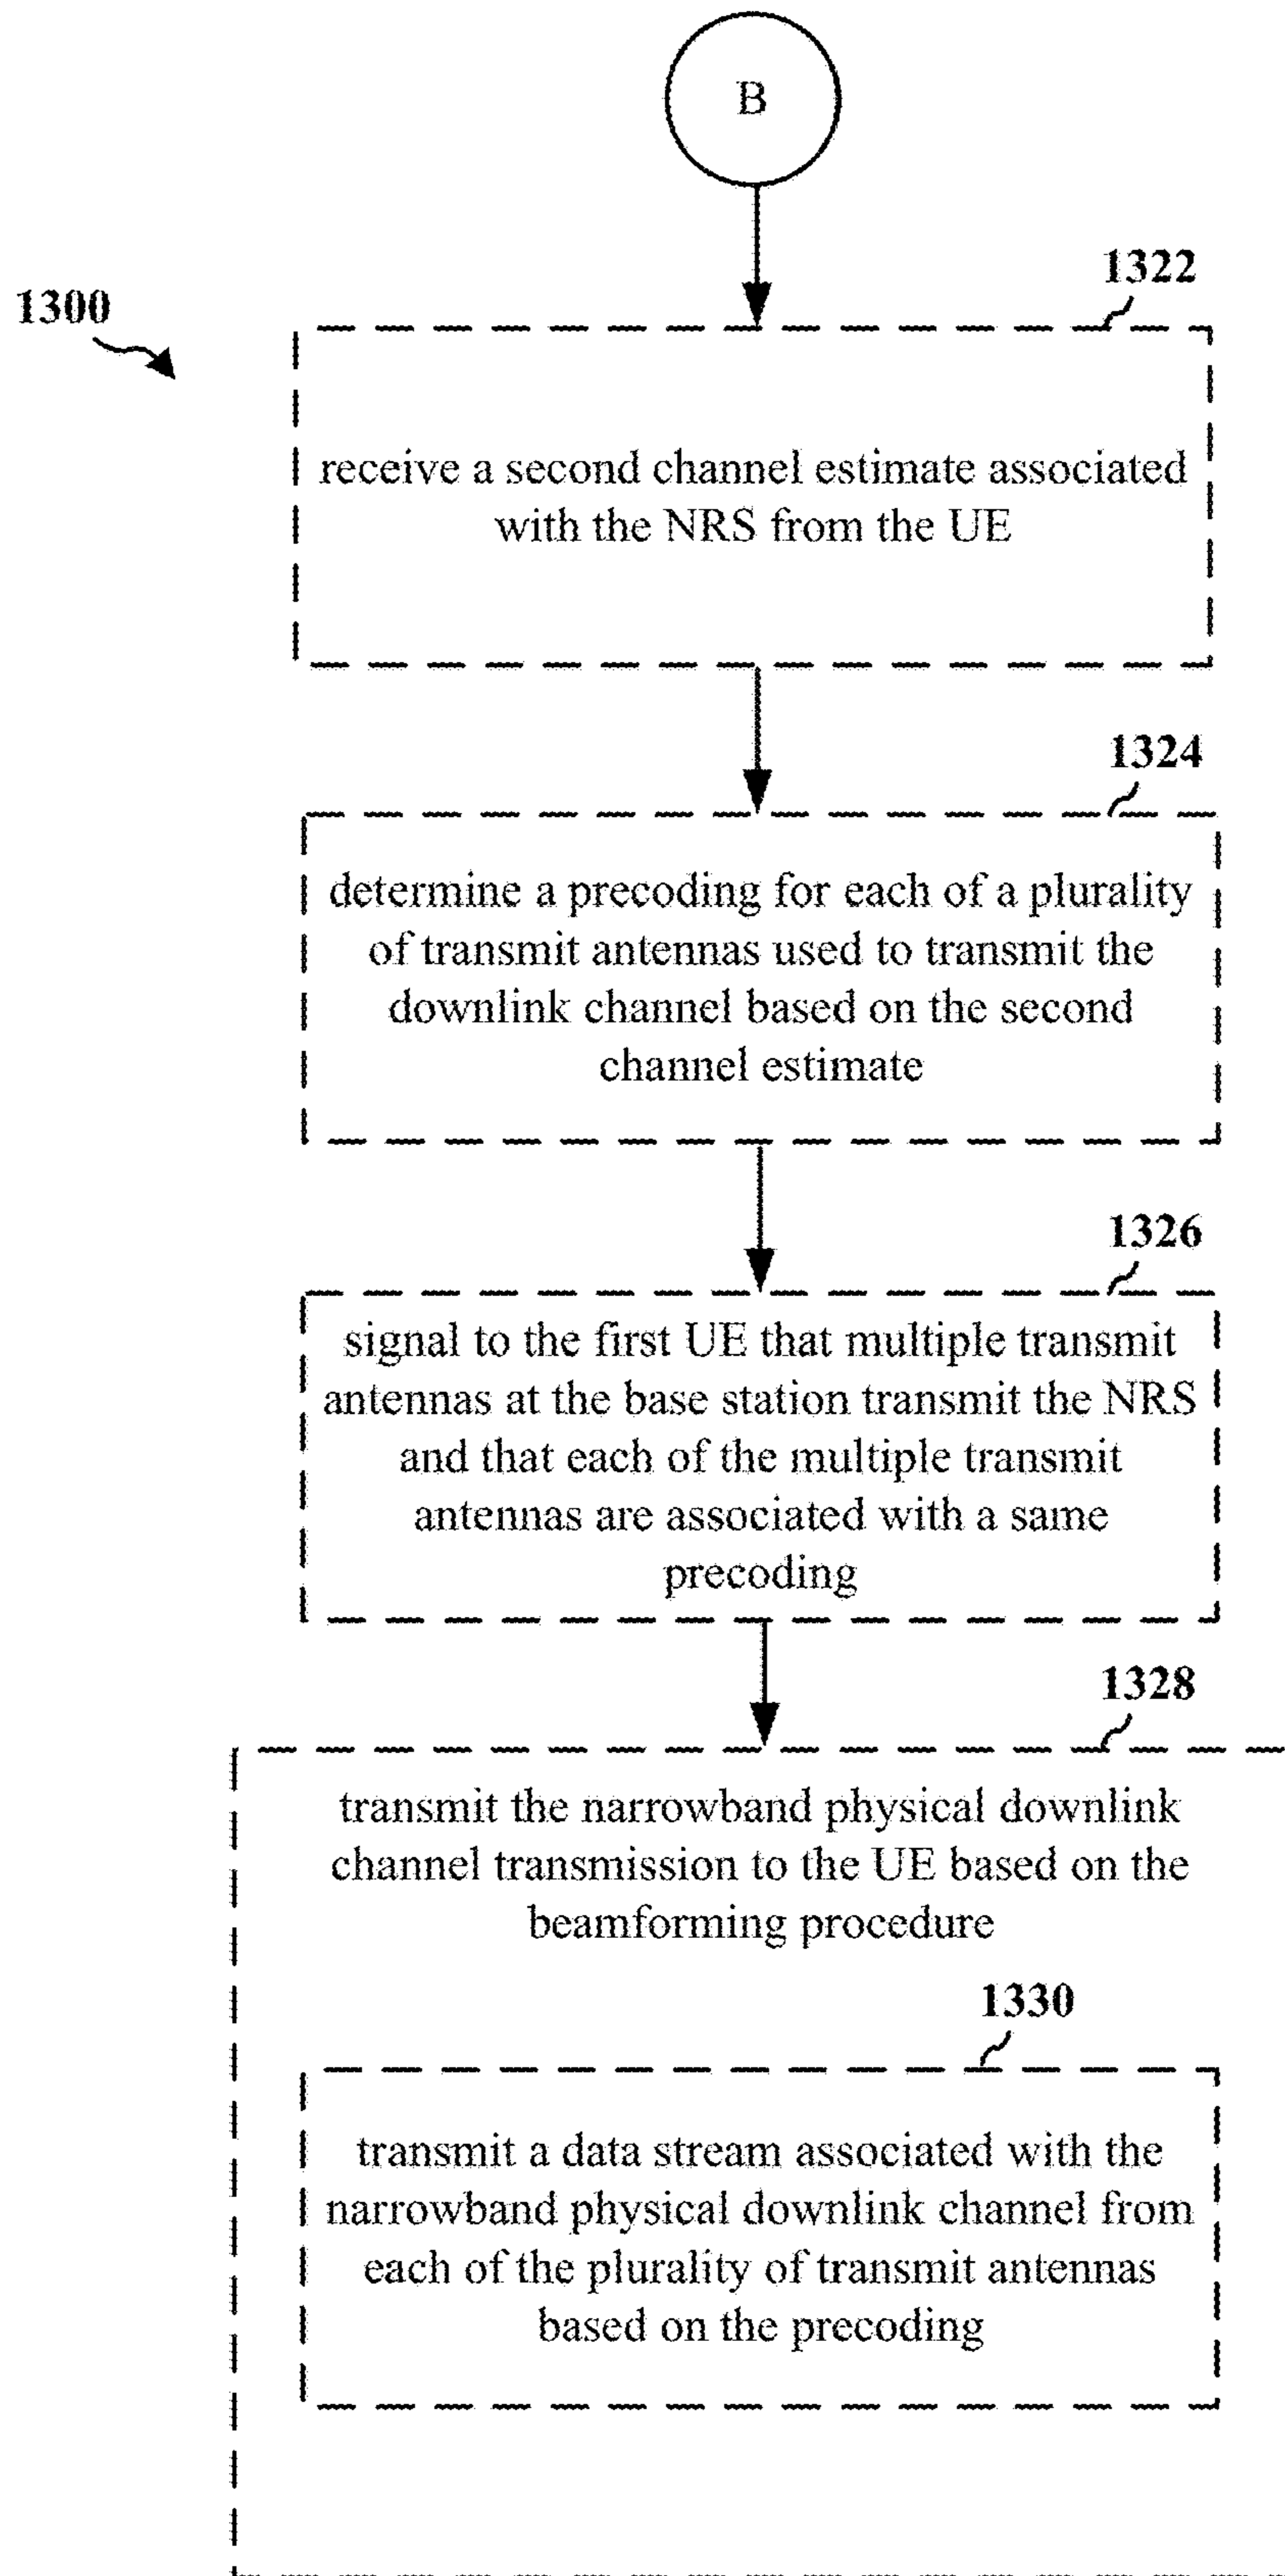 B
1300
1322
receive a second channel estimate associated
with the NRS from the UE
1324
determine a precoding for each of a plurality
of transmit antennas used to transmit the
downlink channel based on the second
channel estimate
1326
signal to the first UE that multiple transmit
antennas at the base station transmit the NRS
and that each of the multiple transmit
antennas are associated with a same
precoding
1328
transmit the narrowband physical downlink
channel transmission to the UE based on the
beamforming procedure
1330
transmit a data stream associated with the
narrowband physical downlink channel from
each of the plurality of transmit antennas
based on the precoding